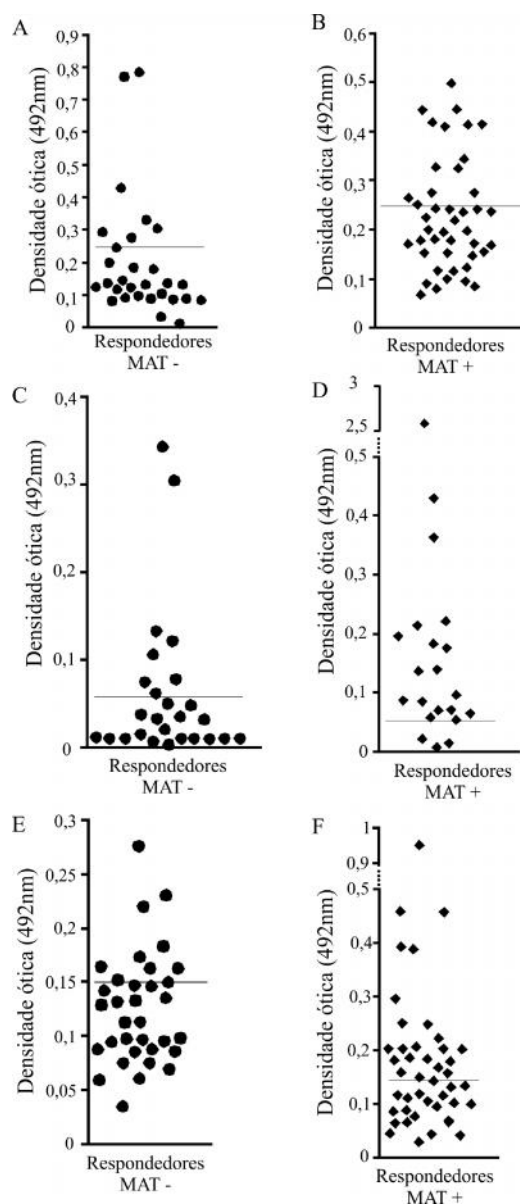 A
Densidade ótica (492nm)
0,9
0,8
0,7
0,6
0,5
0,4
0,3
0,2
0,1
0
Respondedores
MAT -
B
Densidade ótica (492nm)
0,6
0,5
0,4
0,3
0,2
0,1
0
Respondedores
MAT +
C
Densidade ótica (492nm)
0,4
0,3
0,2
0,1
0
Respondedores
MAT -
D
Densidade ótica (492nm)
3
2,5
0,5
0,4
0,3
0,2
0,1
0
Respondedores
MAT +
E
Densidade ótica (492nm)
0,3
0,25
0,2
0,15
0,1
0,05
0
Respondedores
MAT -
F
Densidade ótica (492nm)
1
0,9
0,5
0,4
0,3
0,2
0,1
0
Respondedores
MAT +